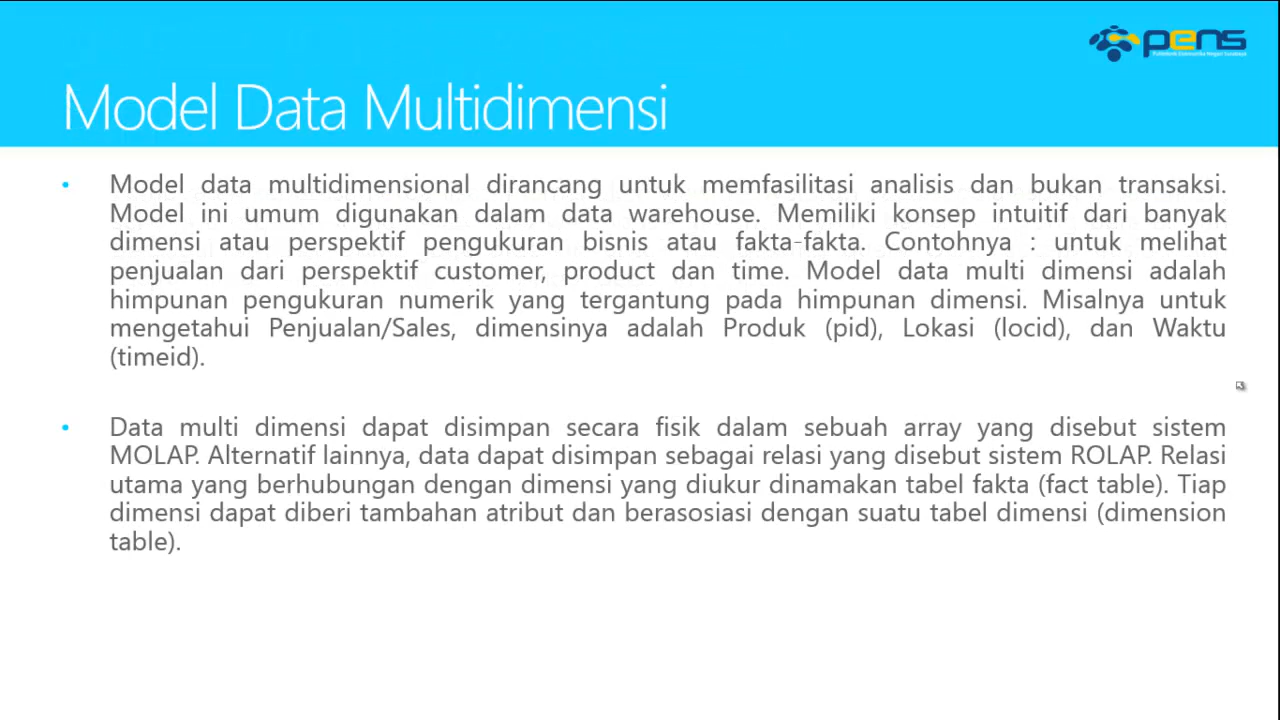 pens
Politeknik Elektronika Negeri Surabaya
Model Data Multidimensi
• Model data multidimensional dirancang untuk memfasilitasi analisis dan bukan transaksi.
Model ini umum digunakan dalam data warehouse. Memiliki konsep intuitif dari banyak
dimensi atau perspektif pengukuran bisnis atau fakta-fakta. Contohnya : untuk melihat
penjualan dari perspektif customer, product dan time. Model data multi dimensi adalah
himpunan pengukuran numerik yang tergantung pada himpunan dimensi. Misalnya untuk
mengetahui Penjualan/Sales, dimensinya adalah Produk (pid), Lokasi (locid), dan Waktu
(timeid).
• Data multi dimensi dapat disimpan secara fisik dalam sebuah array yang disebut sistem
MOLAP. Alternatif lainnya, data dapat disimpan sebagai relasi yang disebut sistem ROLAP. Relasi
utama yang berhubungan dengan dimensi yang diukur dinamakan tabel fakta (fact table). Tiap
dimensi dapat diberi tambahan atribut dan berasosiasi dengan suatu tabel dimensi (dimension
table).